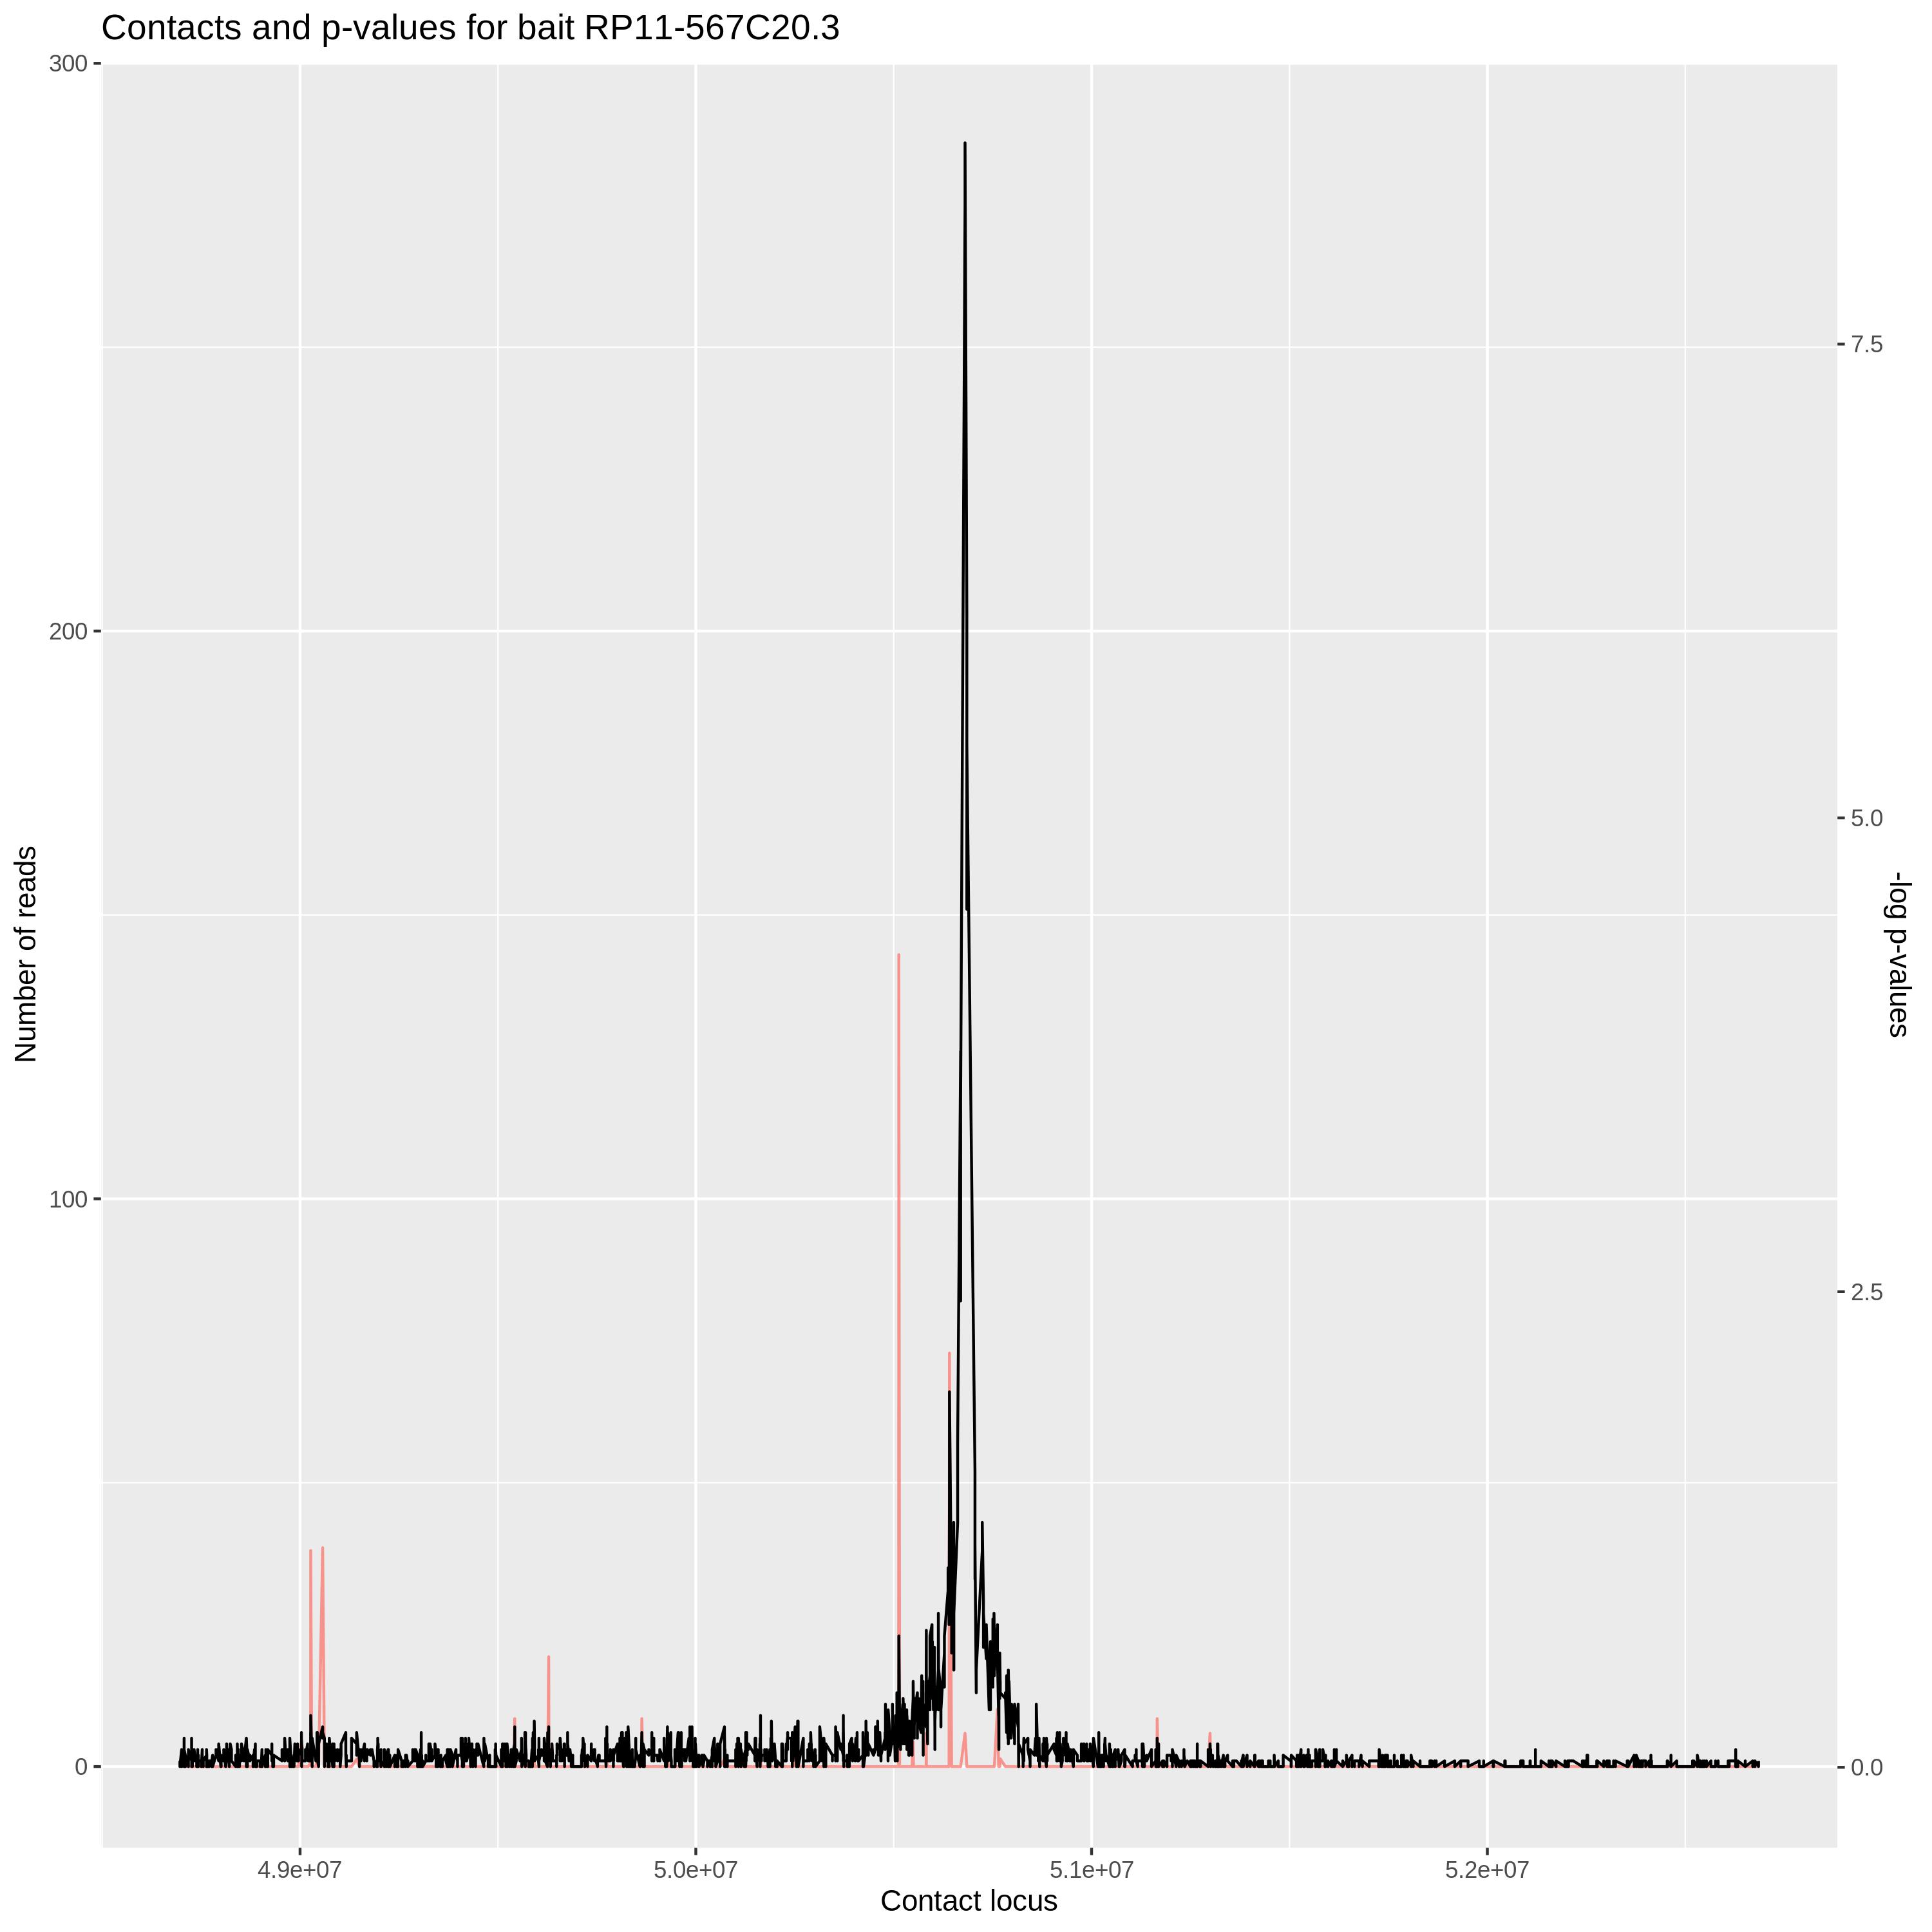 Contacts and p-values for bait RP11-567C20.3
300
200
100
0
Number of reads
7.5
5.0
2.5
0.0
-log p-values
4.9e+07
5.0e+07
5.1e+07
5.2e+07
Contact locus